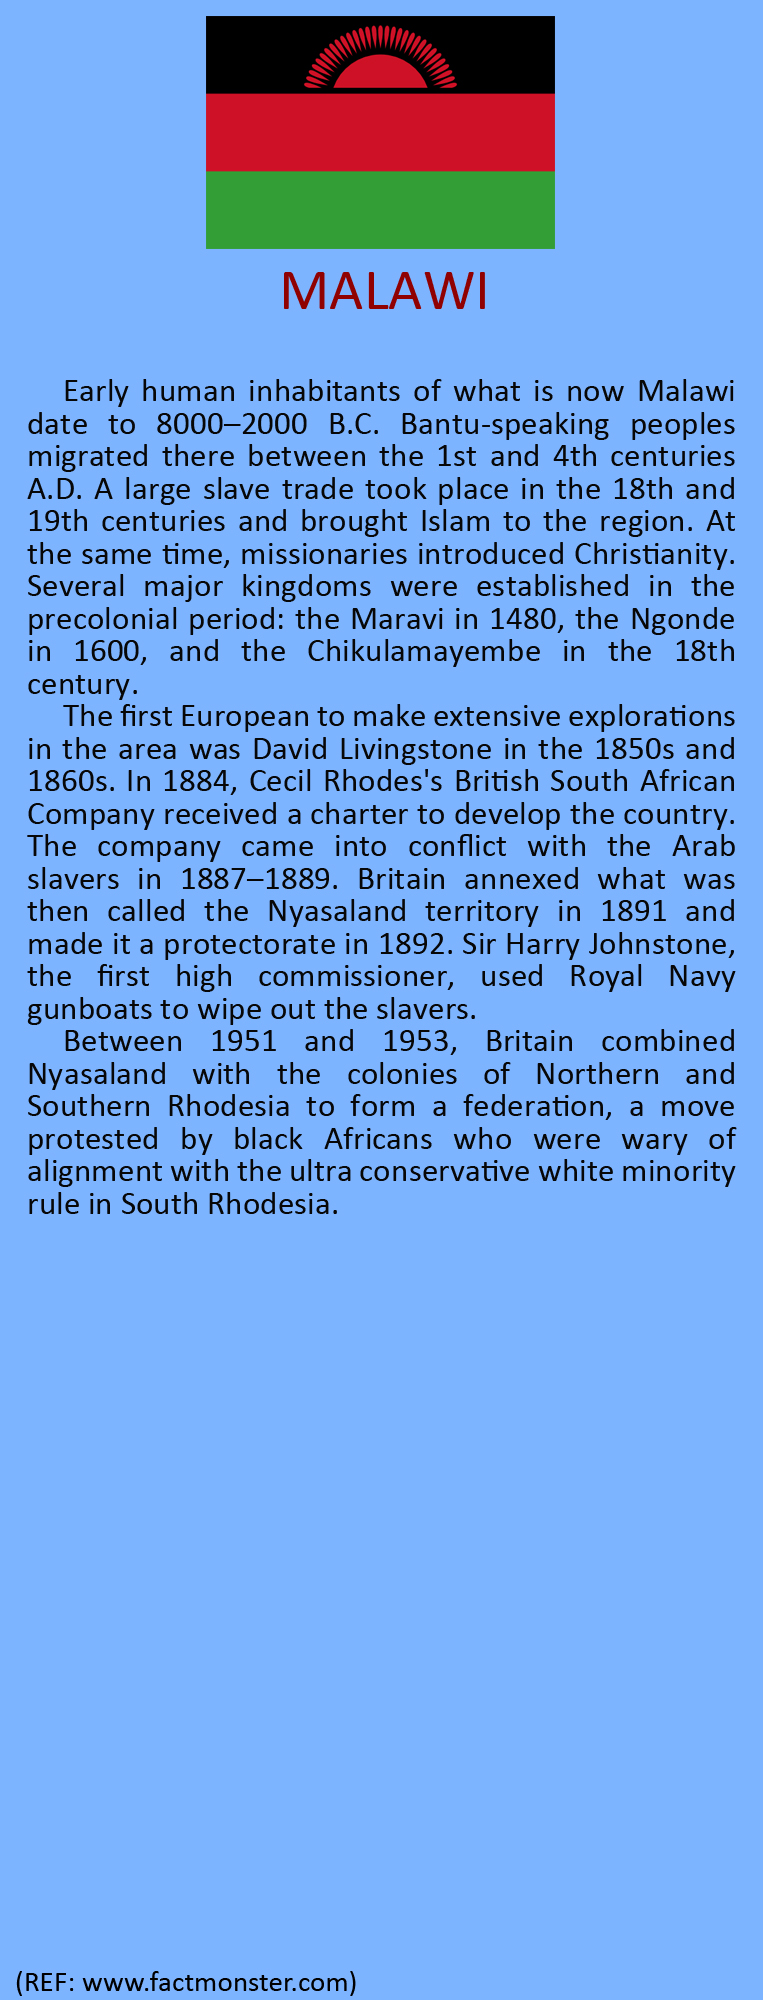 MALAWI
Early human inhabitants of what is now Malawi
date to 8000–2000 B.C. Bantu-speaking peoples
migrated there between the 1st and 4th centuries
A.D. A large slave trade took place in the 18th and
19th centuries and brought Islam to the region. At
the same time, missionaries introduced Christianity.
Several major kingdoms were established in the
precolonial period: the Maravi in 1480, the Ngonde
in 1600, and the Chikulamayembe in the 18th
century.
The first European to make extensive explorations
in the area was David Livingstone in the 1850s and
1860s. In 1884, Cecil Rhodes's British South African
Company received a charter to develop the country.
The company came into conflict with the Arab
slavers in 1887–1889. Britain annexed what was
then called the Nyasaland territory in 1891 and
made it a protectorate in 1892. Sir Harry Johnstone,
the first high commissioner, used Royal Navy
gunboats to wipe out the slavers.
Between 1951 and 1953, Britain combined
Nyasaland with the colonies of Northern and
Southern Rhodesia to form a federation, a move
protested by black Africans who were wary of
alignment with the ultra conservative white minority
rule in South Rhodesia.
(REF: www.factmonster.com)